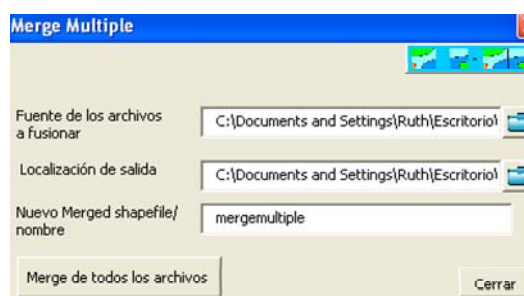 Merge Multiple
Fuente de los archivos
a fusionar
C:\Documents and Settings\Ruth\Escritorio\
Localización de salida
C:\Documents and Settings\Ruth\Escritorio\
Nuevo Merged shapefile/
nombre
mergemultiple
Merge de todos los archivos
Cerrar